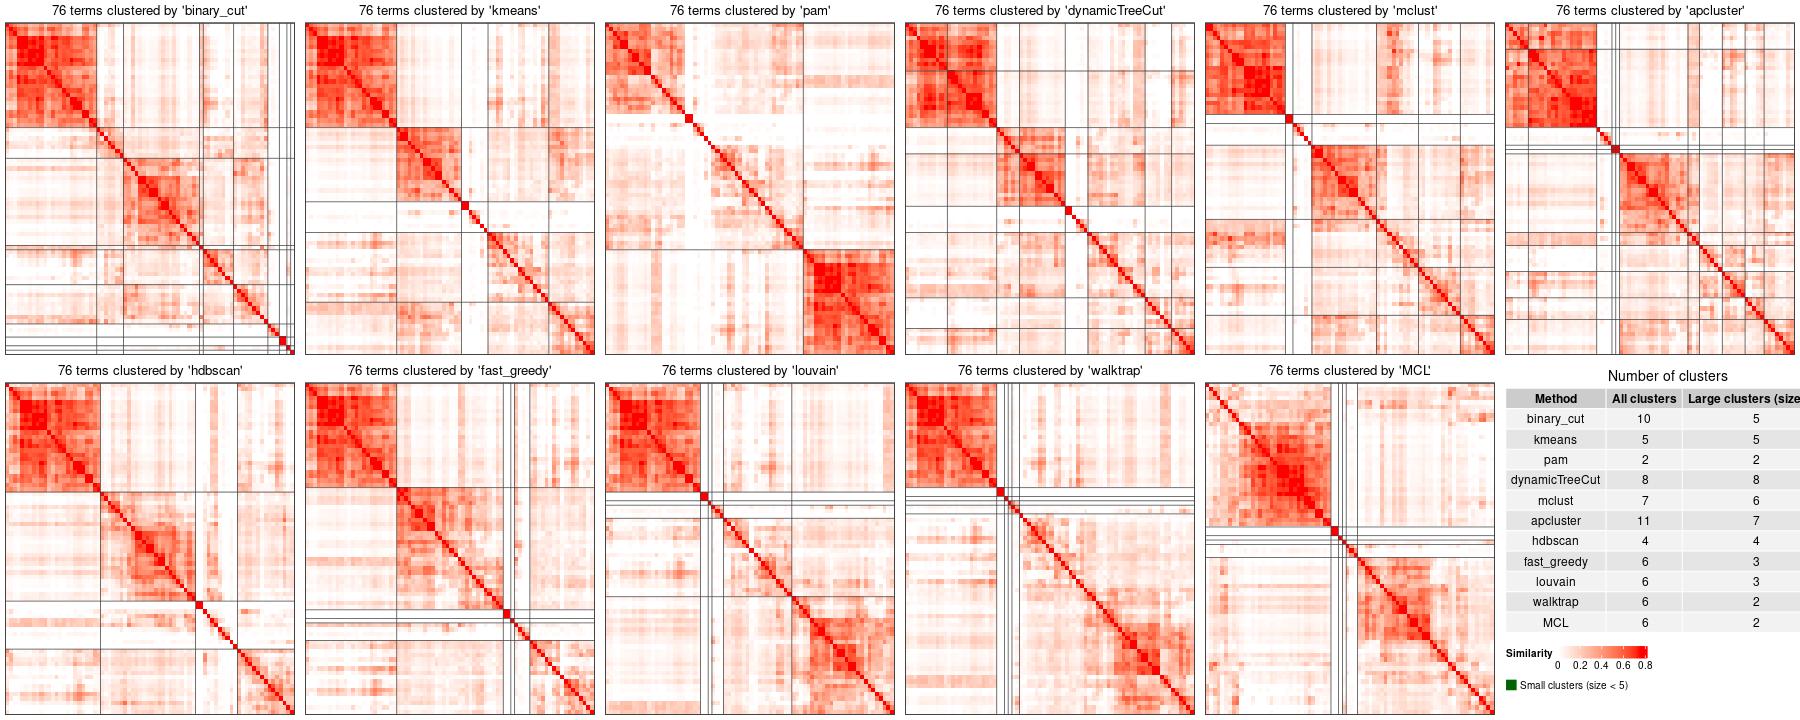 76 terms clustered by 'binary_cut'
76 terms clustered by 'kmeans'
76 terms clustered by 'pam'
76 terms clustered by 'dynamicTreeCut'
76 terms clustered by 'mclust'
76 terms clustered by 'apcluster'
76 terms clustered by 'hdbscan'
76 terms clustered by 'fast_greedy'
76 terms clustered by 'louvain'
76 terms clustered by 'walktrap'
76 terms clustered by 'MCL'
Number of clusters
Method All clusters Large clusters (size
binary_cut 10 5
kmeans 5 5
pam 2 2
dynamicTreeCut 8 8
mclust 7 6
apcluster 11 7
hdbscan 4 4
fast_greedy 6 3
louvain 6 3
walktrap 6 2
MCL 6 2
Similarity
0 0.2 0.4 0.6 0.8
Small clusters (size < 5)